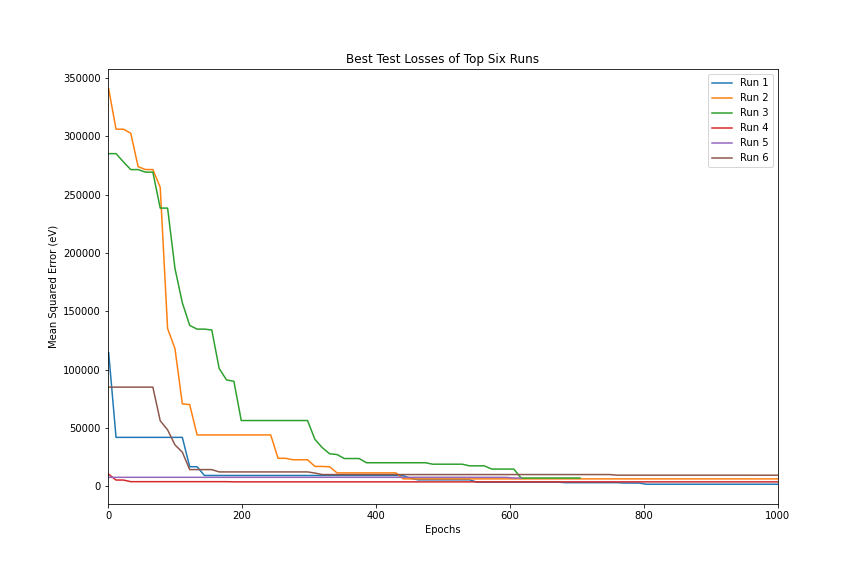 Best Test Losses of Top Six Runs
350000
300000
250000
200000
150000
100000
50000
0
Mean Squared Error (eV)
Run 1
Run 2
Run 3
Run 4
Run 5
Run 6
0 200 400 600 800 1000
Epochs